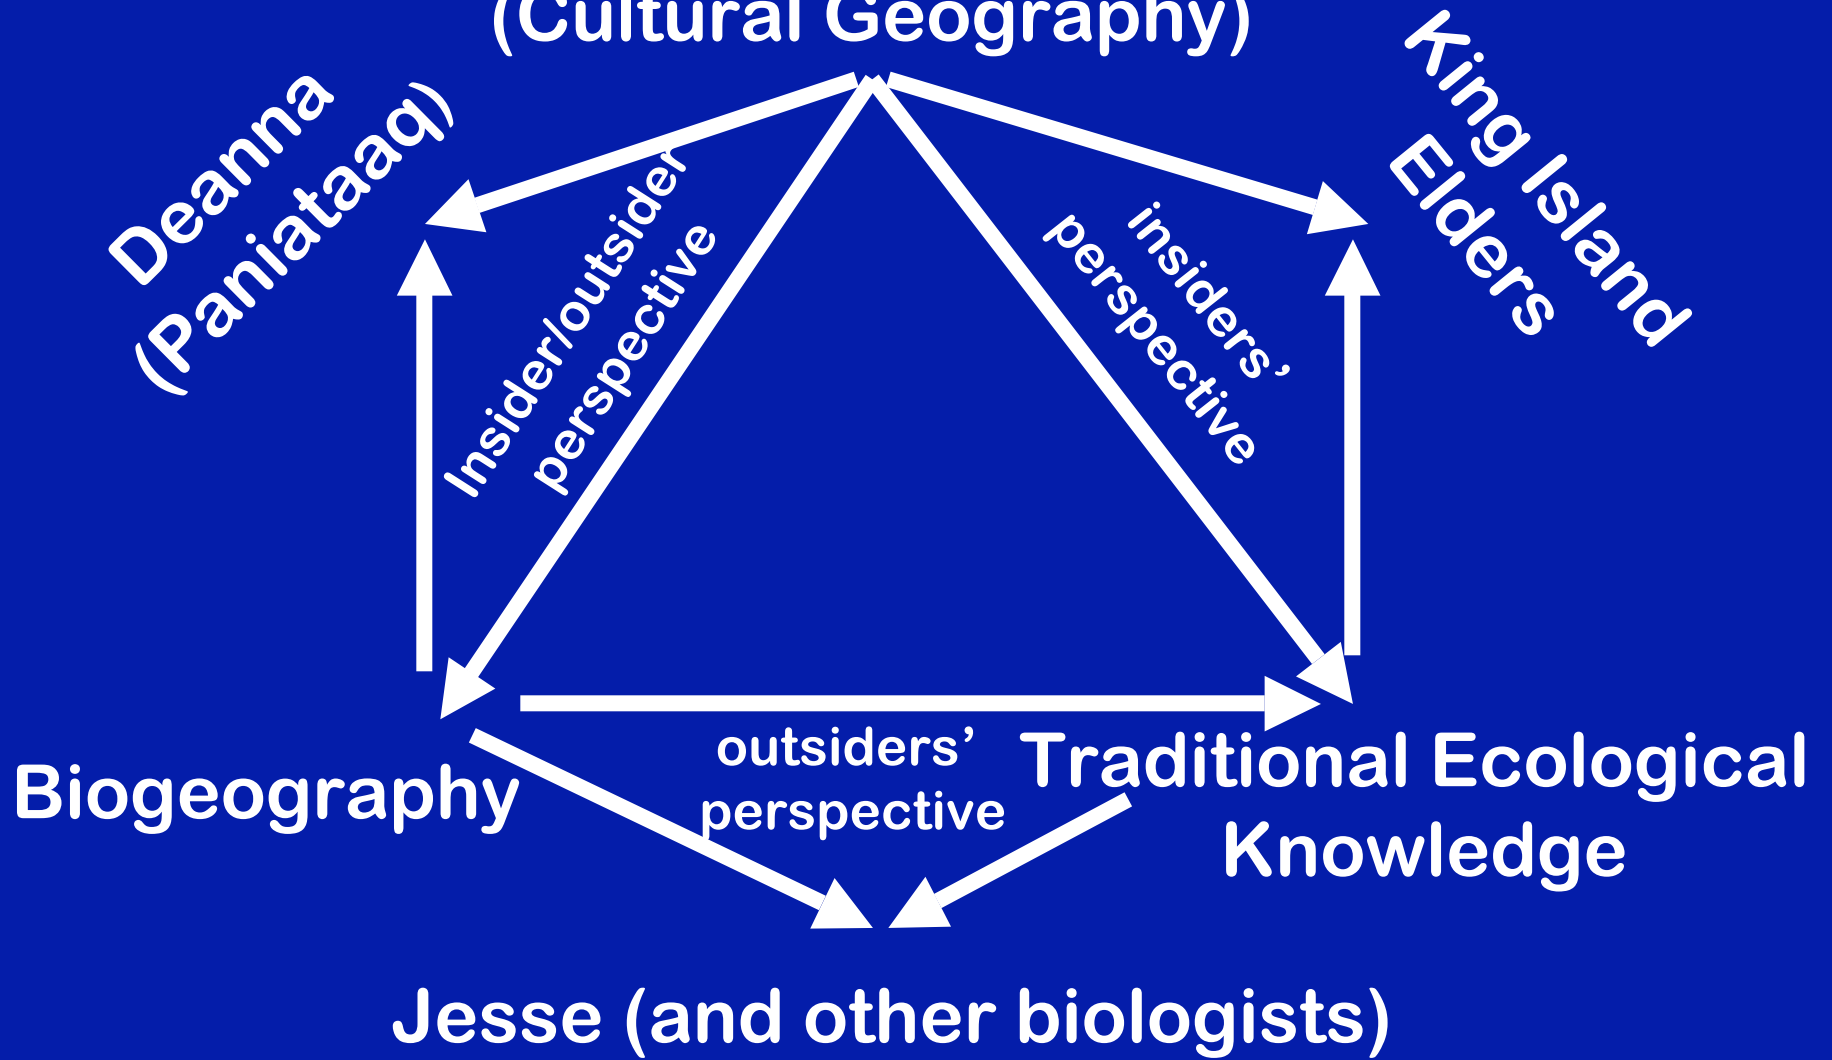 (Cultural Geography)
Deanna
(Paniataaq)
King Island
Elders
Insider/outsider
perspective
insiders’
perspective
outsiders’
perspective
Biogeography
Traditional Ecological
Knowledge
Jesse (and other biologists)